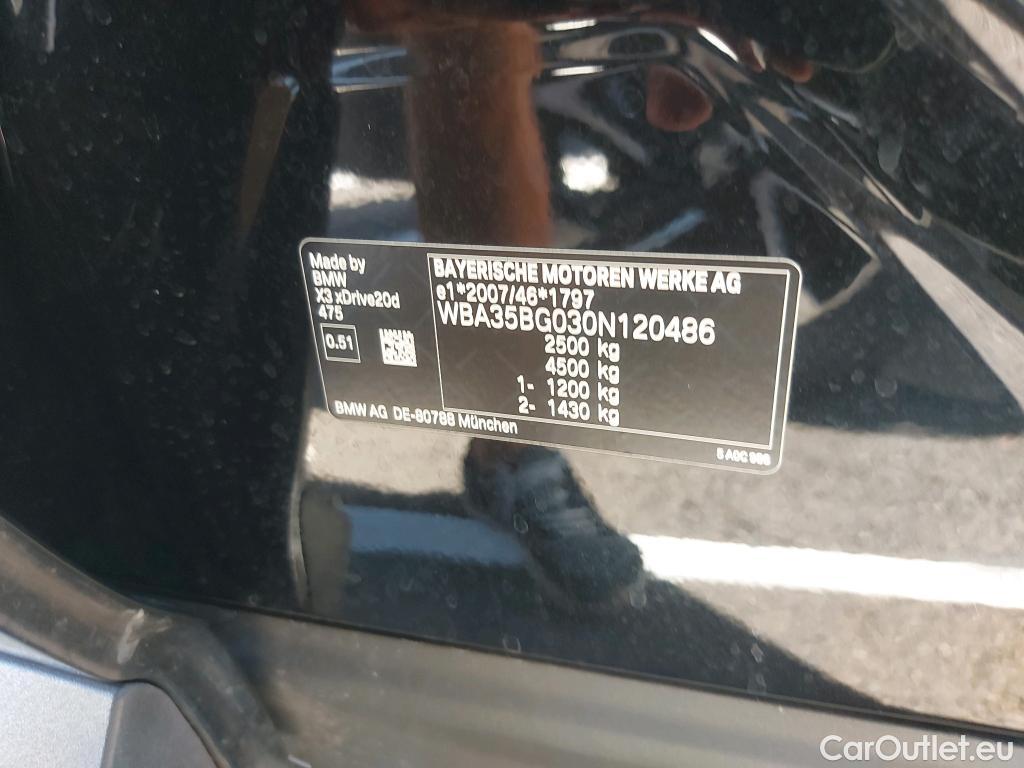 Made by
BMW
X3 xDrive20d
475
0.51
BAYERISCHE MOTOREN WERKE AG
e1*2007/46*1797
WBA35BG030N120486
2500 kg
4500 kg
1- 1200 kg
2- 1430 kg
BMW AG DE-80788 München
CarOutlet.eu